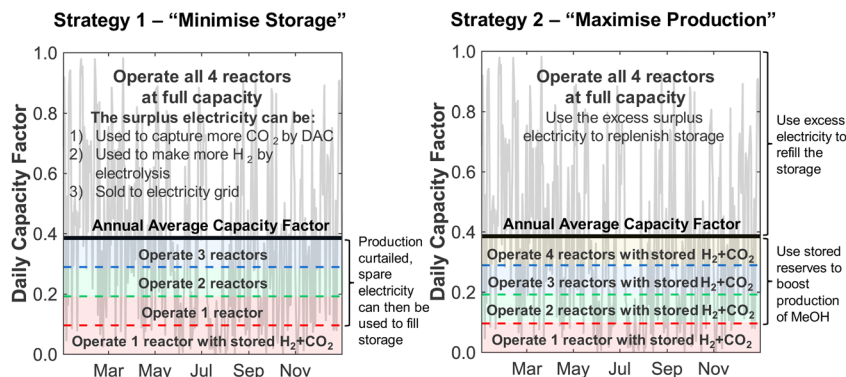 Strategy 1 – “Minimise Storage”
Daily Capacity Factor
1.0
0.8
0.6
0.4
0.2
0.0
Operate all 4 reactors
at full capacity
The surplus electricity can be:
1) Used to capture more CO2 by DAC
2) Used to make more H2 by
electrolysis
3) Sold to electricity grid
Annual Average Capacity Factor
Operate 3 reactors
Operate 2 reactors
Operate 1 reactor
Operate 1 reactor with stored H2+CO2
Mar May Jul Sep Nov
Production
curtailed,
spare
electricity
can then be
used to fill
storage
Strategy 2 – “Maximise Production”
Daily Capacity Factor
1.0
0.8
0.6
0.4
0.2
0.0
Operate all 4 reactors
at full capacity
Use the excess surplus
electricity to replenish storage
Annual Average Capacity Factor
Operate 4 reactors with stored H2+CO2
Operate 3 reactors with stored H2+CO2
Operate 2 reactors with stored H2+CO2
Operate 1 reactor with stored H2+CO2
Mar May Jul Sep Nov
Use excess
electricity to
refill the
storage
Use stored
reserves to
boost
production
of MeOH